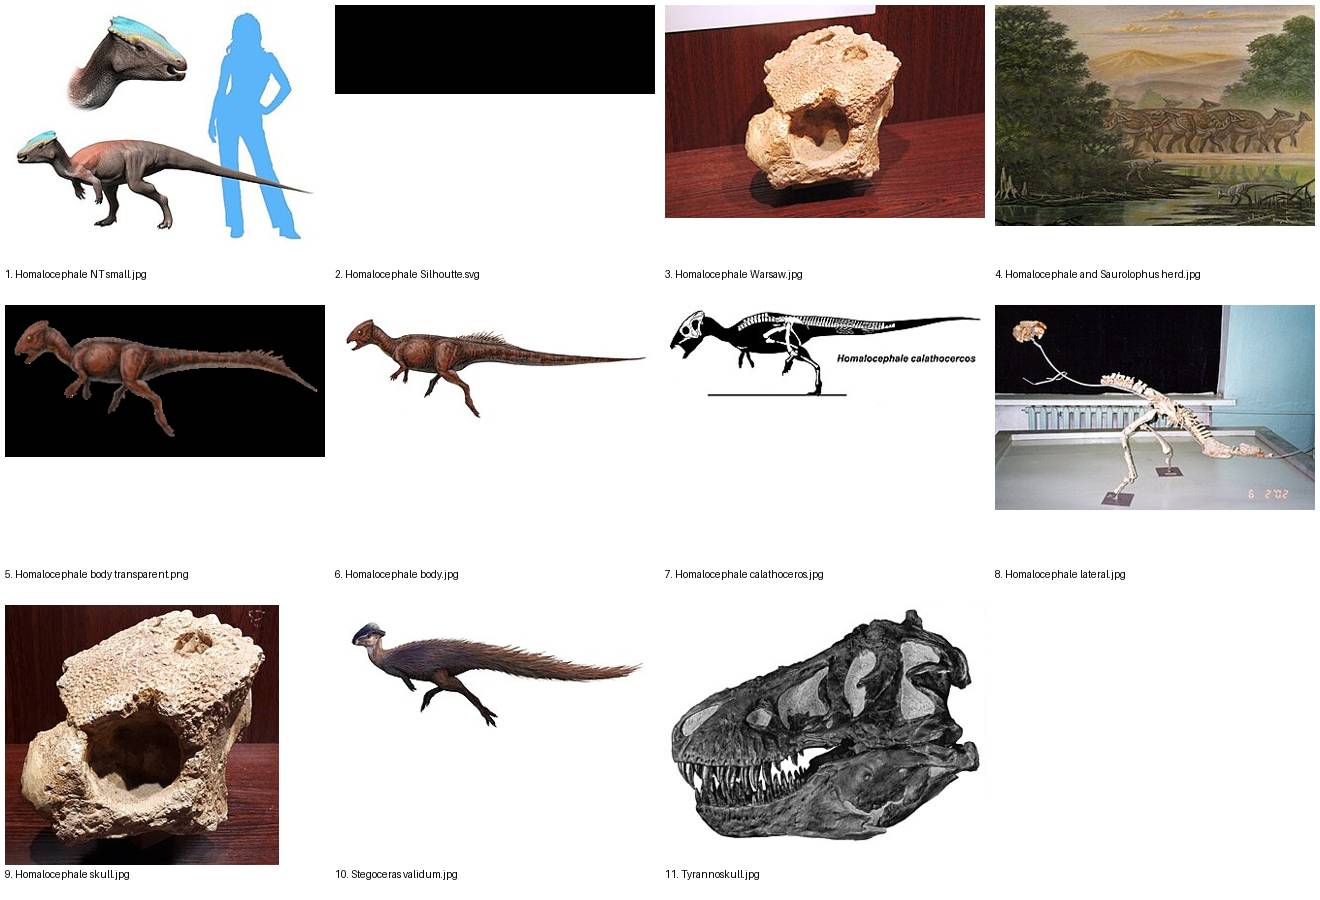 1. Homalocephale NT small.jpg
2. Homalocephale Silhoutte.svg
3. Homalocephale Warsaw.jpg
4. Homalocephale and Saurolophus herd.jpg
Homalocephale calathocercos
6 2'02
5. Homalocephale body transparent.png
6. Homalocephale body.jpg
7. Homalocephale calathoceros.jpg
8. Homalocephale lateral.jpg
9. Homalocephale skull.jpg
10. Stegoceras validum.jpg
11. Tyrannoskull.jpg